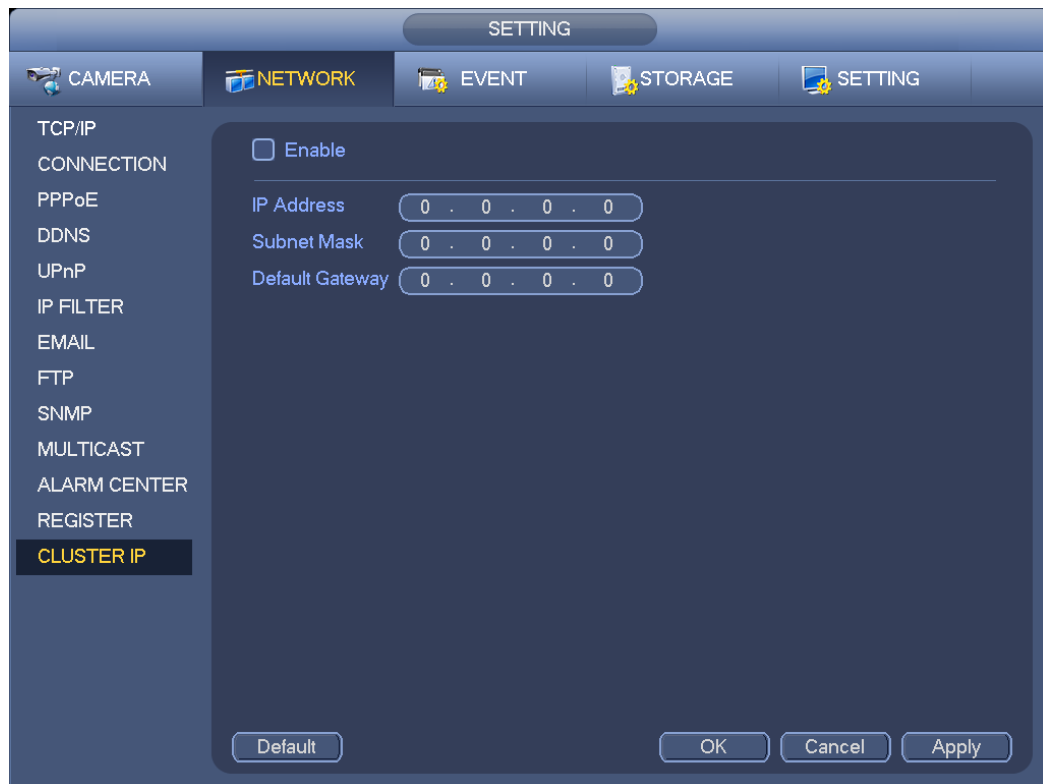 SETTING
CAMERA NETWORK EVENT STORAGE SETTING
TCP/IP
CONNECTION
PPPoE
DDNS
UPnP
IP FILTER
EMAIL
FTP
SNMP
MULTICAST
ALARM CENTER
REGISTER
CLUSTER IP
Enable
IP Address 0 . 0 . 0 . 0
Subnet Mask 0 . 0 . 0 . 0
Default Gateway 0 . 0 . 0 . 0
Default OK Cancel Apply